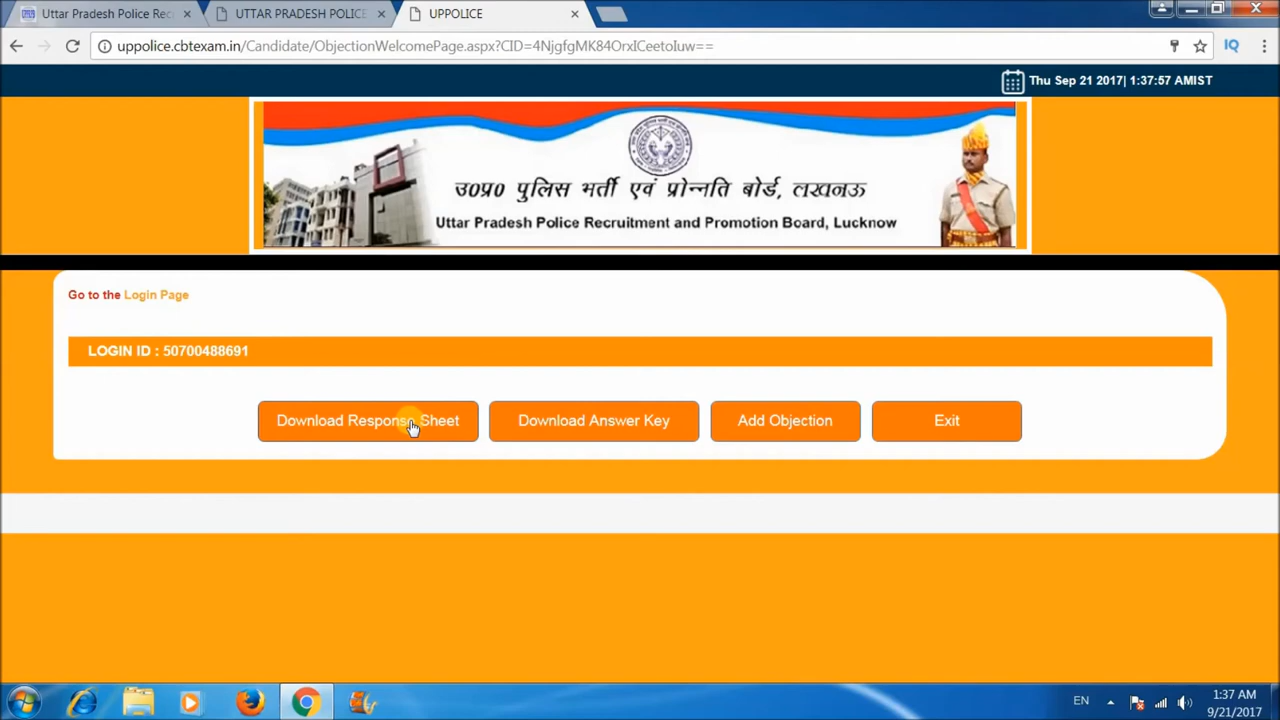 Uttar Pradesh Police Rec
UTTAR PRADESH POLICE
UPPOLICE
uppolice.cbtexam.in/Candidate/ObjectionWelcomePage.aspx?CID=4NjgfgMK84OrxICeetoIuw==
IQ
Thu Sep 21 2017| 1:37:57 AMIST
उ०प्र० पुलिस भर्ती एवं प्रोन्नति बोर्ड, लखनऊ
Uttar Pradesh Police Recruitment and Promotion Board, Lucknow
Go to the Login Page
LOGIN ID : 50700488691
Download Response Sheet
Download Answer Key
Add Objection
Exit
EN
1:37 AM
9/21/2017